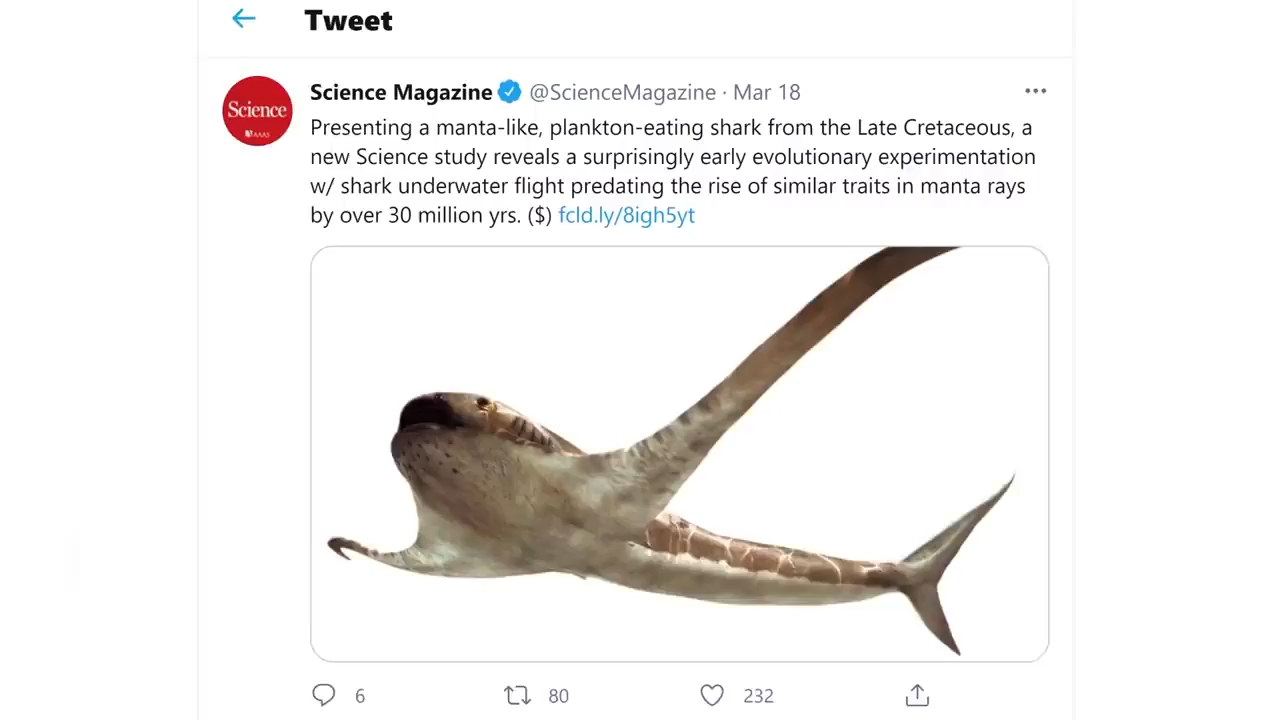 Tweet
Science
AAAS
Science Magazine @ScienceMagazine · Mar 18
Presenting a manta-like, plankton-eating shark from the Late Cretaceous, a
new Science study reveals a surprisingly early evolutionary experimentation
w/ shark underwater flight predating the rise of similar traits in manta rays
by over 30 million yrs. ($) fcld.ly/8igh5yt
6 80 232